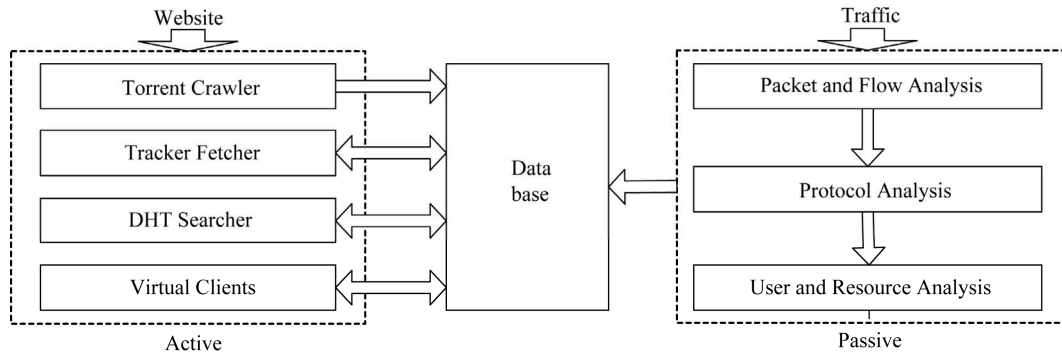 Website
Torrent Crawler
Tracker Fetcher
DHT Searcher
Virtual Clients
Active
Data
base
Traffic
Packet and Flow Analysis
Protocol Analysis
User and Resource Analysis
Passive